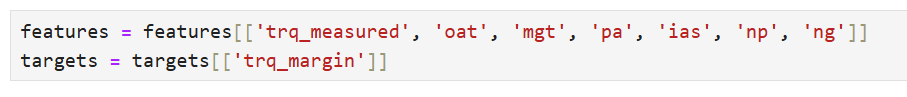 features = features[['trq_measured', 'oat', 'mgt', 'pa', 'ias', 'np', 'ng']]
targets = targets[['trq_margin']]